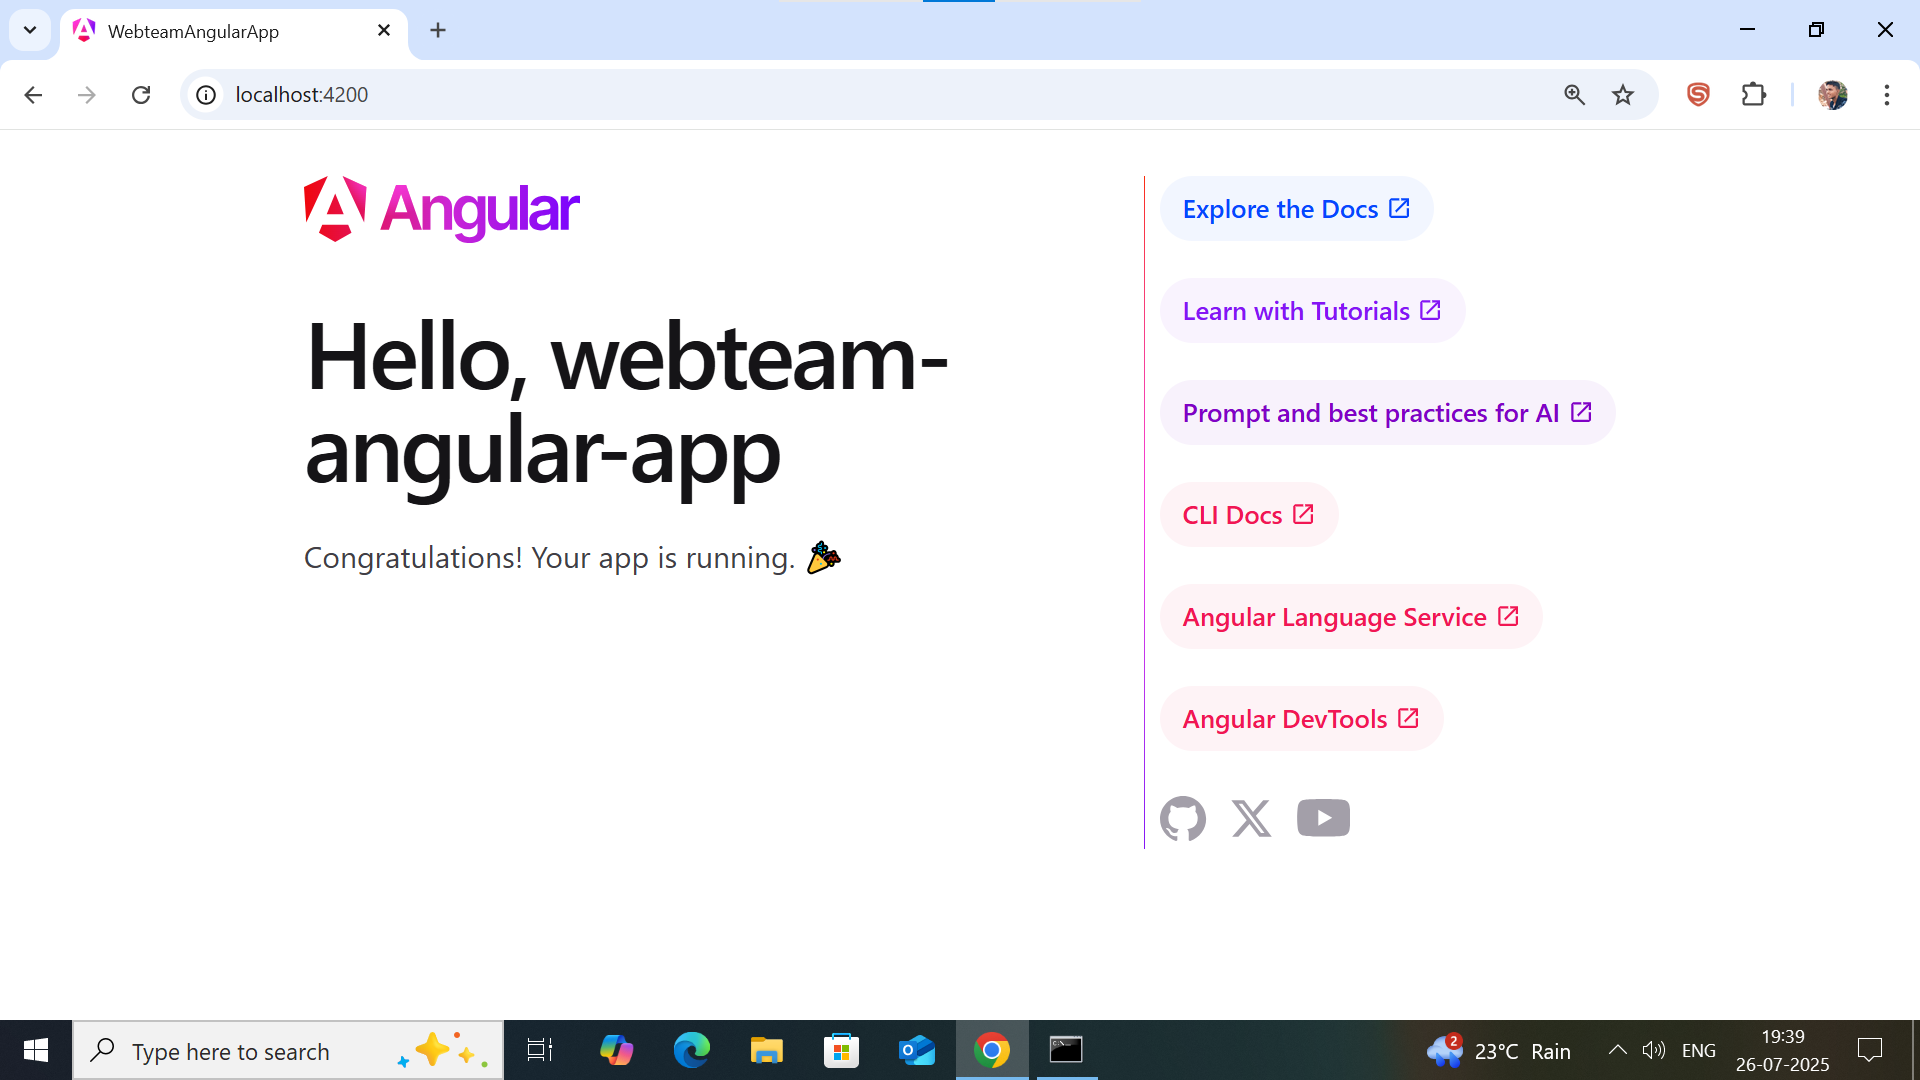 WebteamAngularApp
localhost:4200
Angular
Hello, webteam-
angular-app
Congratulations! Your app is running. 🎉
Explore the Docs
Learn with Tutorials
Prompt and best practices for AI
CLI Docs
Angular Language Service
Angular DevTools
Type here to search
2
23°C Rain
ENG
19:39
26-07-2025